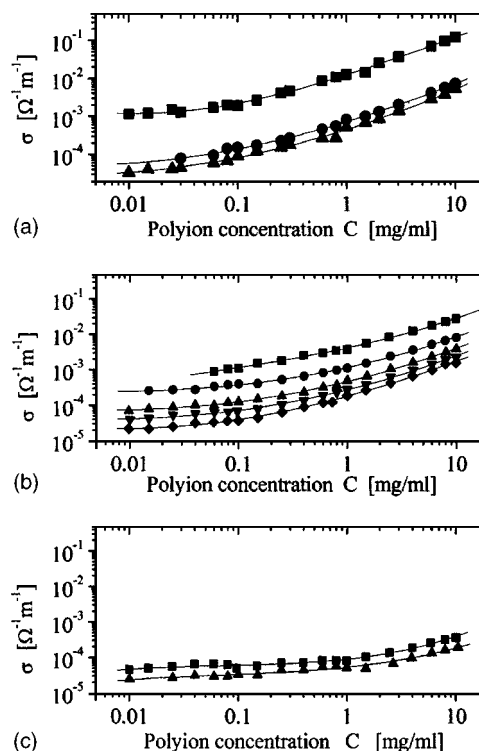 10⁻¹
10⁻²
10⁻³
10⁻⁴
σ [Ω⁻¹m⁻¹]
0.01 0.1 1 10
(a) Polyion concentration C [mg/ml]
10⁻¹
10⁻²
10⁻³
10⁻⁴
10⁻⁵
σ [Ω⁻¹m⁻¹]
0.01 0.1 1 10
(b) Polyion concentration C [mg/ml]
10⁻¹
10⁻²
10⁻³
10⁻⁴
10⁻⁵
σ [Ω⁻¹m⁻¹]
0.01 0.1 1 10
(c) Polyion concentration C [mg/ml]